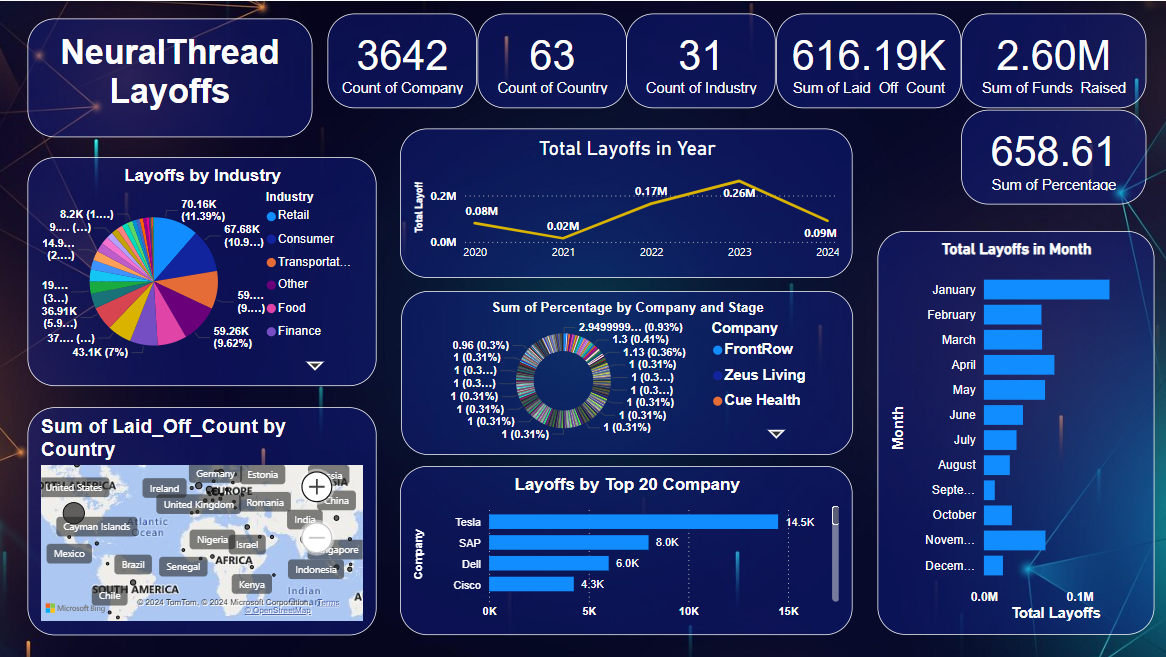 NeuralThread
Layoffs
3642
Count of Company
63
Count of Country
31
Count of Industry
616.19K
Sum of Laid_Off_Count
2.60M
Sum of Funds_Raised
658.61
Sum of Percentage
Layoffs by Industry
70.16K
(11.39%)
67.68K
(10.9...)
59....
(9....)
59.26K
(9.62%)
43.1K (7%)
37.... (...)
36.91K
(5.9...)
19....
(3...)
14.9...
(2....)
9.... (...)
8.2K (1....)
Industry
Retail
Consumer
Transportat...
Other
Food
Finance
Total Layoffs in Year
Total Layoff
0.2M
0.0M
0.08M
0.02M
0.17M
0.26M
0.09M
2020
2021
2022
2023
2024
Sum of Percentage by Company and Stage
2.9499999... (0.93%)
1.3 (0.41%)
1.13 (0.36%)
1 (0.31%)
1 (0.3...)
1 (0.3...)
1 (0.31%)
1 (0.31%)
1 (0.31%)
1 (0.31%)
1 (0.31%)
1 (0.31%)
1 (0.31%)
1 (0.3...)
1 (0.3...)
1 (0.31%)
0.96 (0.3%)
Company
FrontRow
Zeus Living
Cue Health
Total Layoffs in Month
Month
January
February
March
April
May
June
July
August
Septe...
October
Novem...
Decem...
0.0M
0.1M
Total Layoffs
Sum of Laid_Off_Count by
Country
Germany
Estonia
United States
Ireland
EUROPE
China
United Kingdom
Romania
Cayman Islands
Atlantic
Ocean
India
Nigeria
Israel
Mexico
AFRICA
Brazil
Senegal
Indonesia
Kenya
SOUTH AMERICA
Chile
Indian
Microsoft Bing
© 2024 TomTom, © 2024 Microsoft Corporation, Terms
© OpenStreetMap
Layoffs by Top 20 Company
Company
Tesla
14.5K
SAP
8.0K
Dell
6.0K
Cisco
4.3K
0K
5K
10K
15K